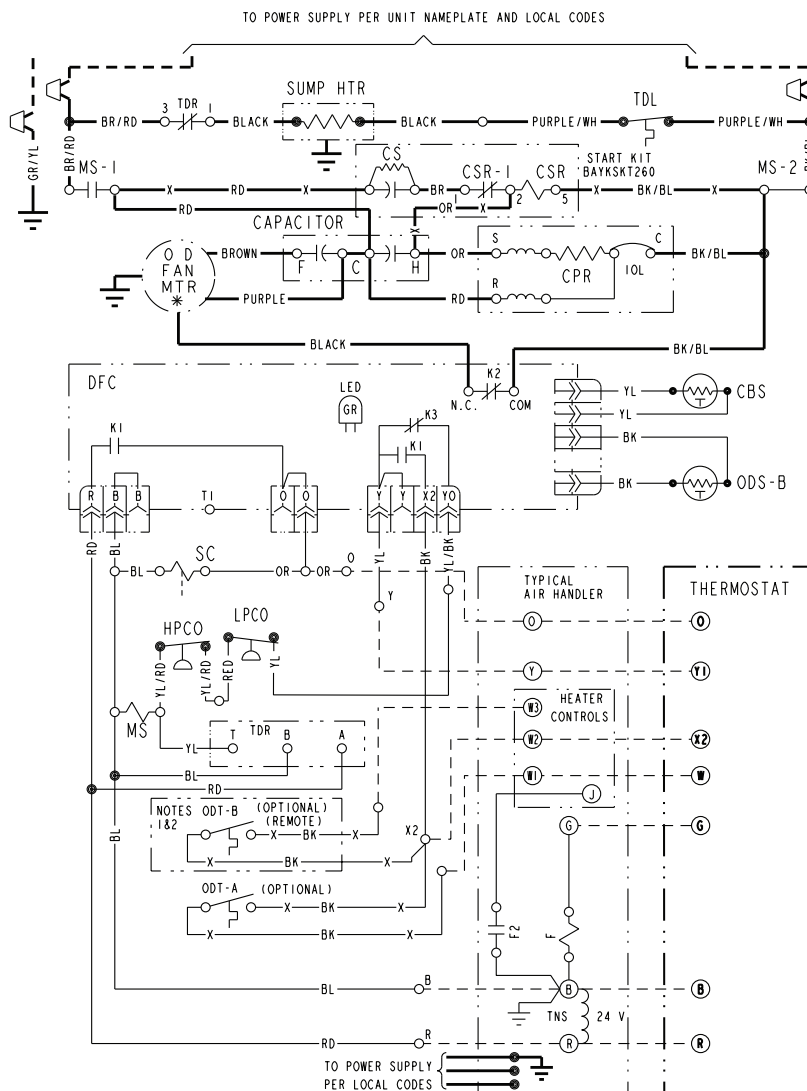 TO POWER SUPPLY PER UNIT NAMEPLATE AND LOCAL CODES
SUMP HTR
TDL
3 TDR 1
BR/RD
BLACK
BLACK
PURPLE/WH
PURPLE/WH
GR/YL
BR/RD
BK/BL
START KIT
BAYKSKT260
MS-1
CS
CSR-1
CSR
MS-2
X RD X
BR
1
2
5
X BK/BL X
RD
OR X
X
CAPACITOR
O D
FAN
MTR
*
BROWN
F
C
H
OR
S
CPR
IOL
C
BK/BL
PURPLE
RD
R
BLACK
BK/BL
DFC
LED
GR
K2
N.C.
COM
YL
CBS
YL
K3
K1
K1
BK
BK
ODS-B
R B B
T1
O O
Y Y X2 YO
RD
BL
SC
BL
OR
OR
O
YL
BK
YL/BK
Y
TYPICAL
AIR HANDLER
THERMOSTAT
O
O
HPCO
LPCO
YL/RD
YL/RD
RED
YL
Y
Y1
MS
YL
T
TDR
B
A
BL
RD
W3
HEATER
CONTROLS
W2
X2
W1
W
J
NOTES
1&2
ODT-B
(OPTIONAL)
(REMOTE)
X BK X
X BK X
X2
G
G
BL
ODT-A
(OPTIONAL)
X BK X
X BK X
F2
F
BL
B
B
B
TNS
24 V
RD
R
R
R
TO POWER SUPPLY
PER LOCAL CODES